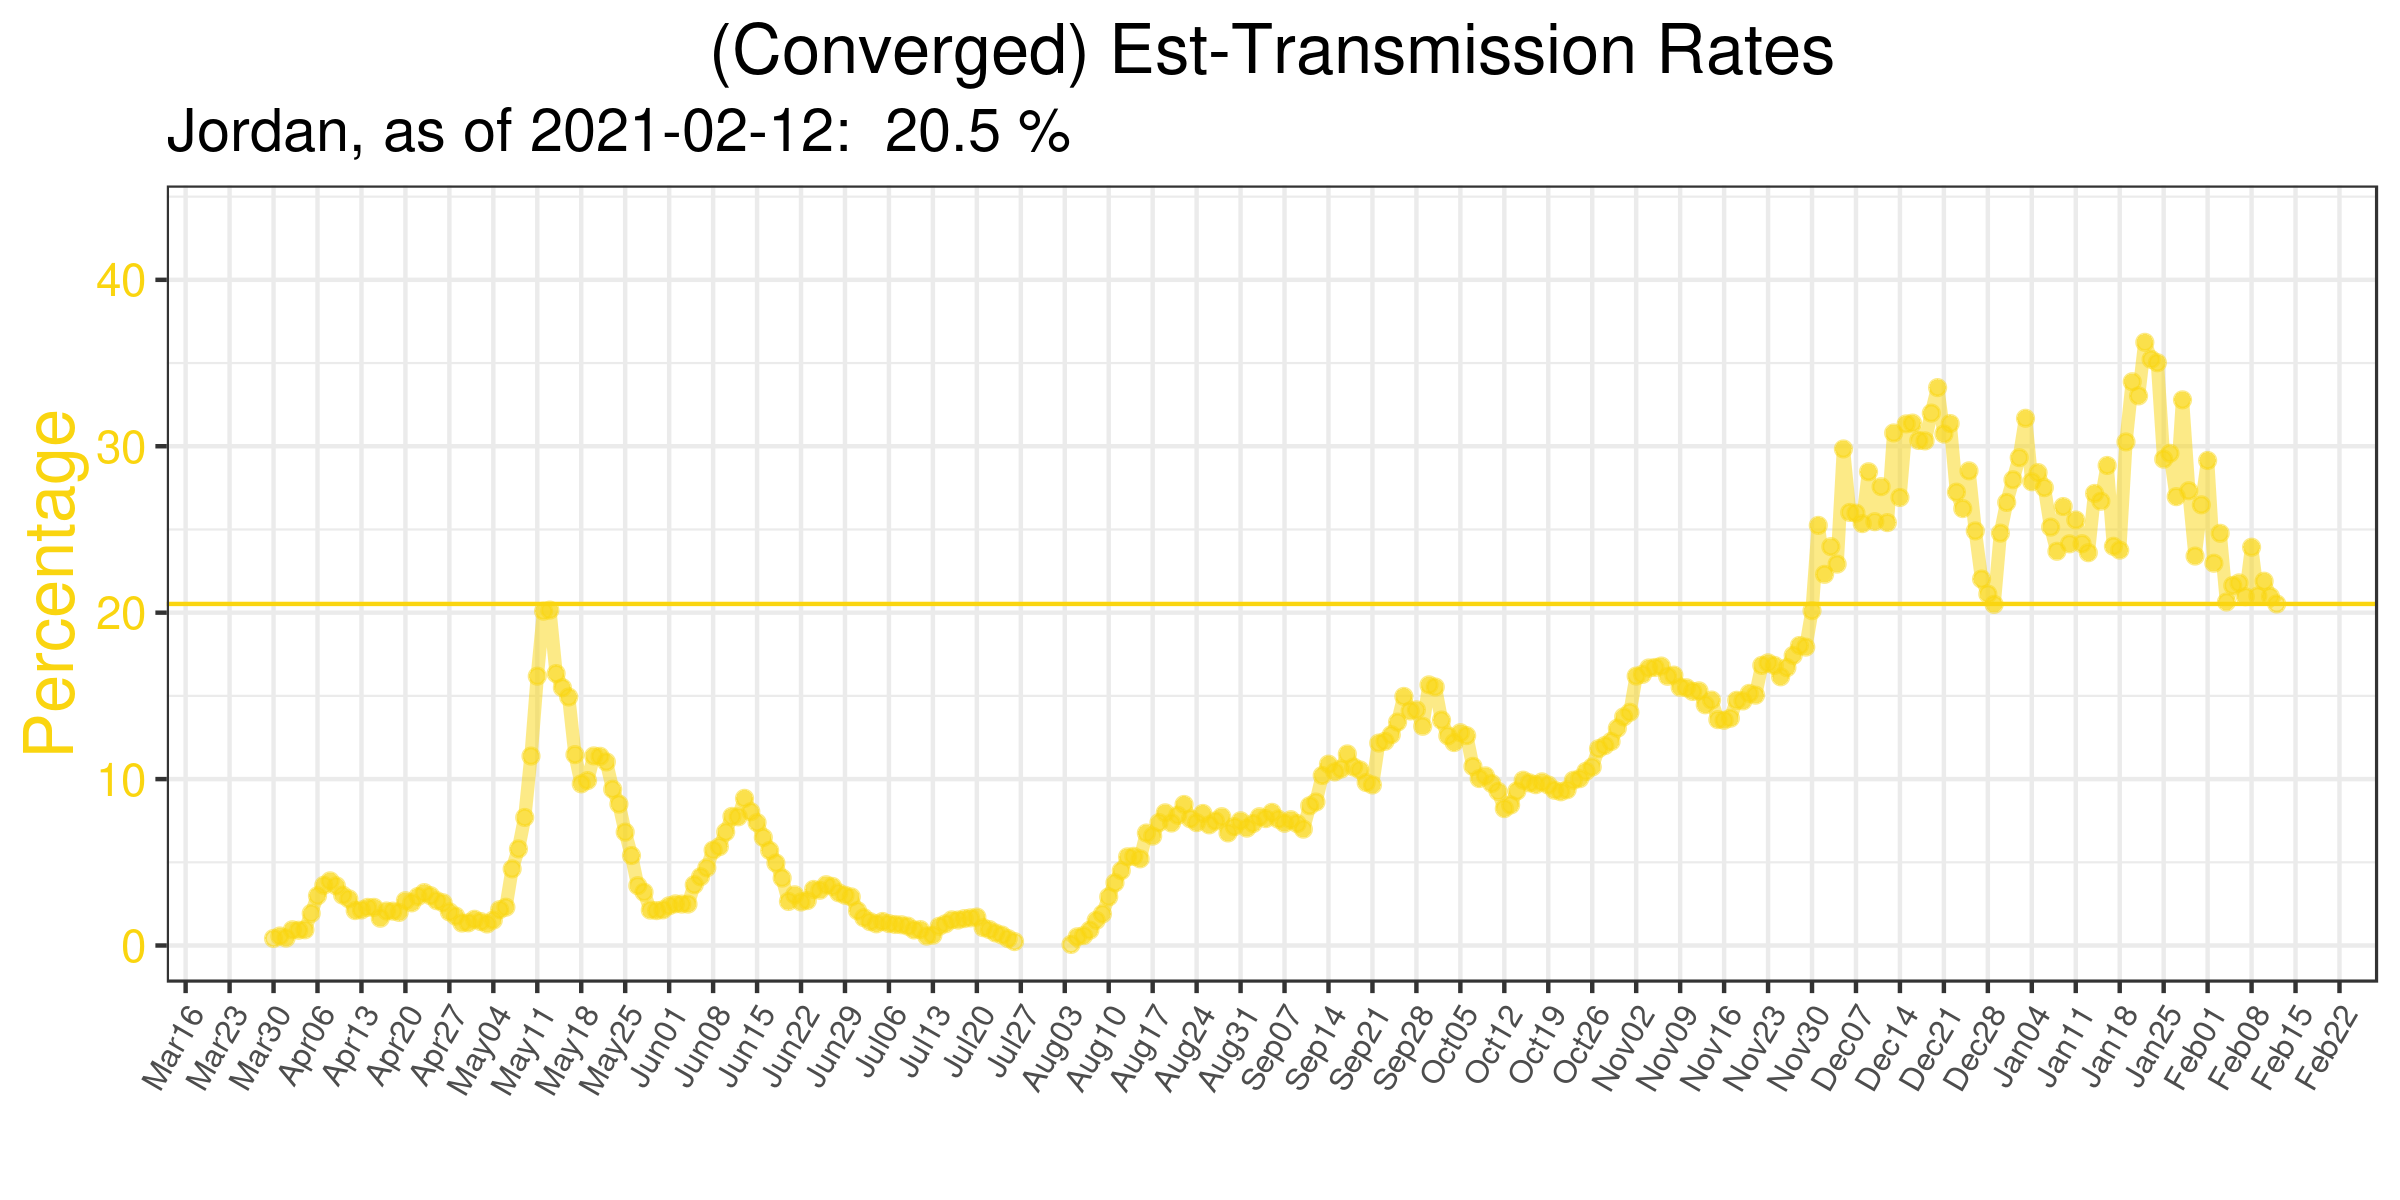 (Converged) Est-Transmission Rates
Jordan, as of 2021-02-12:  20.5 %
Percentage
40
30
20
10
0
Mar16
Mar23
Mar30
Apr06
Apr13
Apr20
Apr27
May04
May11
May18
May25
Jun01
Jun08
Jun15
Jun22
Jun29
Jul06
Jul13
Jul20
Jul27
Aug03
Aug10
Aug17
Aug24
Aug31
Sep07
Sep14
Sep21
Sep28
Oct05
Oct12
Oct19
Oct26
Nov02
Nov09
Nov16
Nov23
Nov30
Dec07
Dec14
Dec21
Dec28
Jan04
Jan11
Jan18
Jan25
Feb01
Feb08
Feb15
Feb22